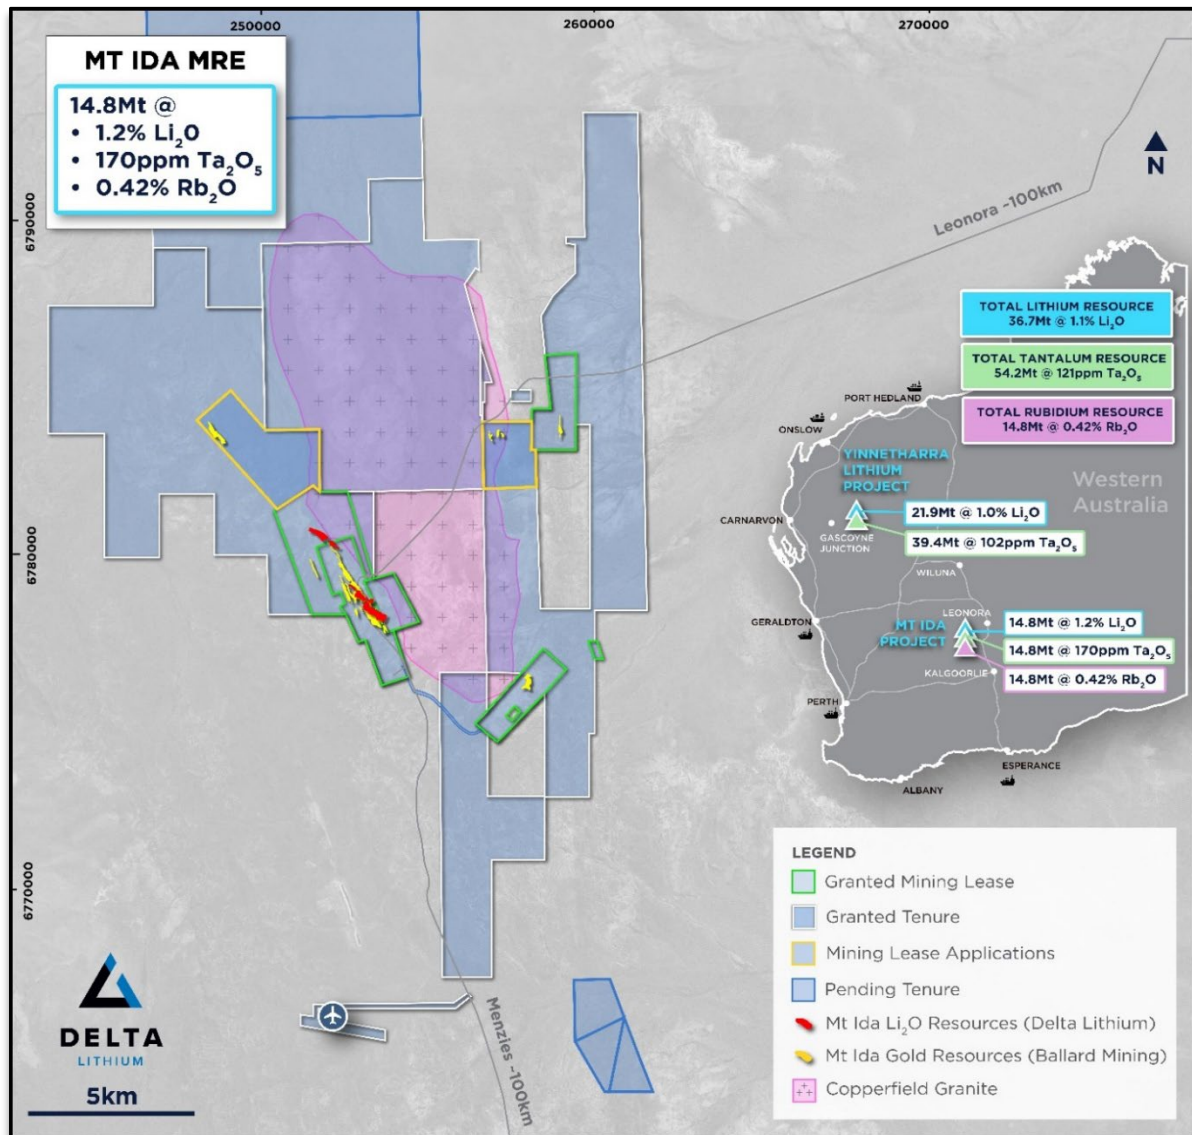 250000
260000
270000
MT IDA MRE
14.8Mt @
• 1.2% Li₂O
• 170ppm Ta₂O₅
• 0.42% Rb₂O
N
6790000
6780000
6770000
Leonora ~100km
Menzies ~100km
TOTAL LITHIUM RESOURCE
36.7Mt @ 1.1% Li₂O
TOTAL TANTALUM RESOURCE
54.2Mt @ 121ppm Ta₂O₅
TOTAL RUBIDIUM RESOURCE
14.8Mt @ 0.42% Rb₂O
PORT HEDLAND
ONSLOW
YINNETHARRA
LITHIUM
PROJECT
Western
Australia
21.9Mt @ 1.0% Li₂O
39.4Mt @ 102ppm Ta₂O₅
CARNARVON
GASCOYNE
JUNCTION
WILUNA
LEONORA
GERALDTON
MT IDA
PROJECT
14.8Mt @ 1.2% Li₂O
14.8Mt @ 170ppm Ta₂O₅
14.8Mt @ 0.42% Rb₂O
KALGOORLIE
PERTH
ESPERANCE
ALBANY
LEGEND
Granted Mining Lease
Granted Tenure
Mining Lease Applications
Pending Tenure
Mt Ida Li₂O Resources (Delta Lithium)
Mt Ida Gold Resources (Ballard Mining)
Copperfield Granite
DELTA
LITHIUM
5km